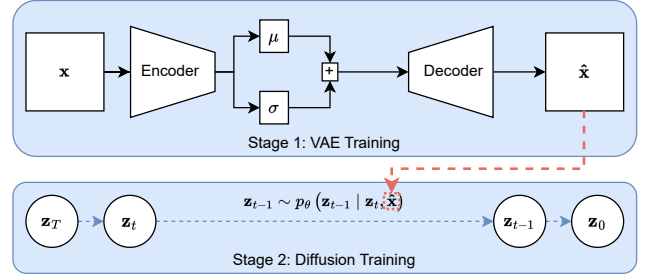 x
Encoder
μ
σ
+
Decoder
x̂
Stage 1: VAE Training
z_{t−1} ∼ p_θ (z_{t−1} | z_t, x̂)
z_T
z_t
z_{t−1}
z_0
Stage 2: Diffusion Training